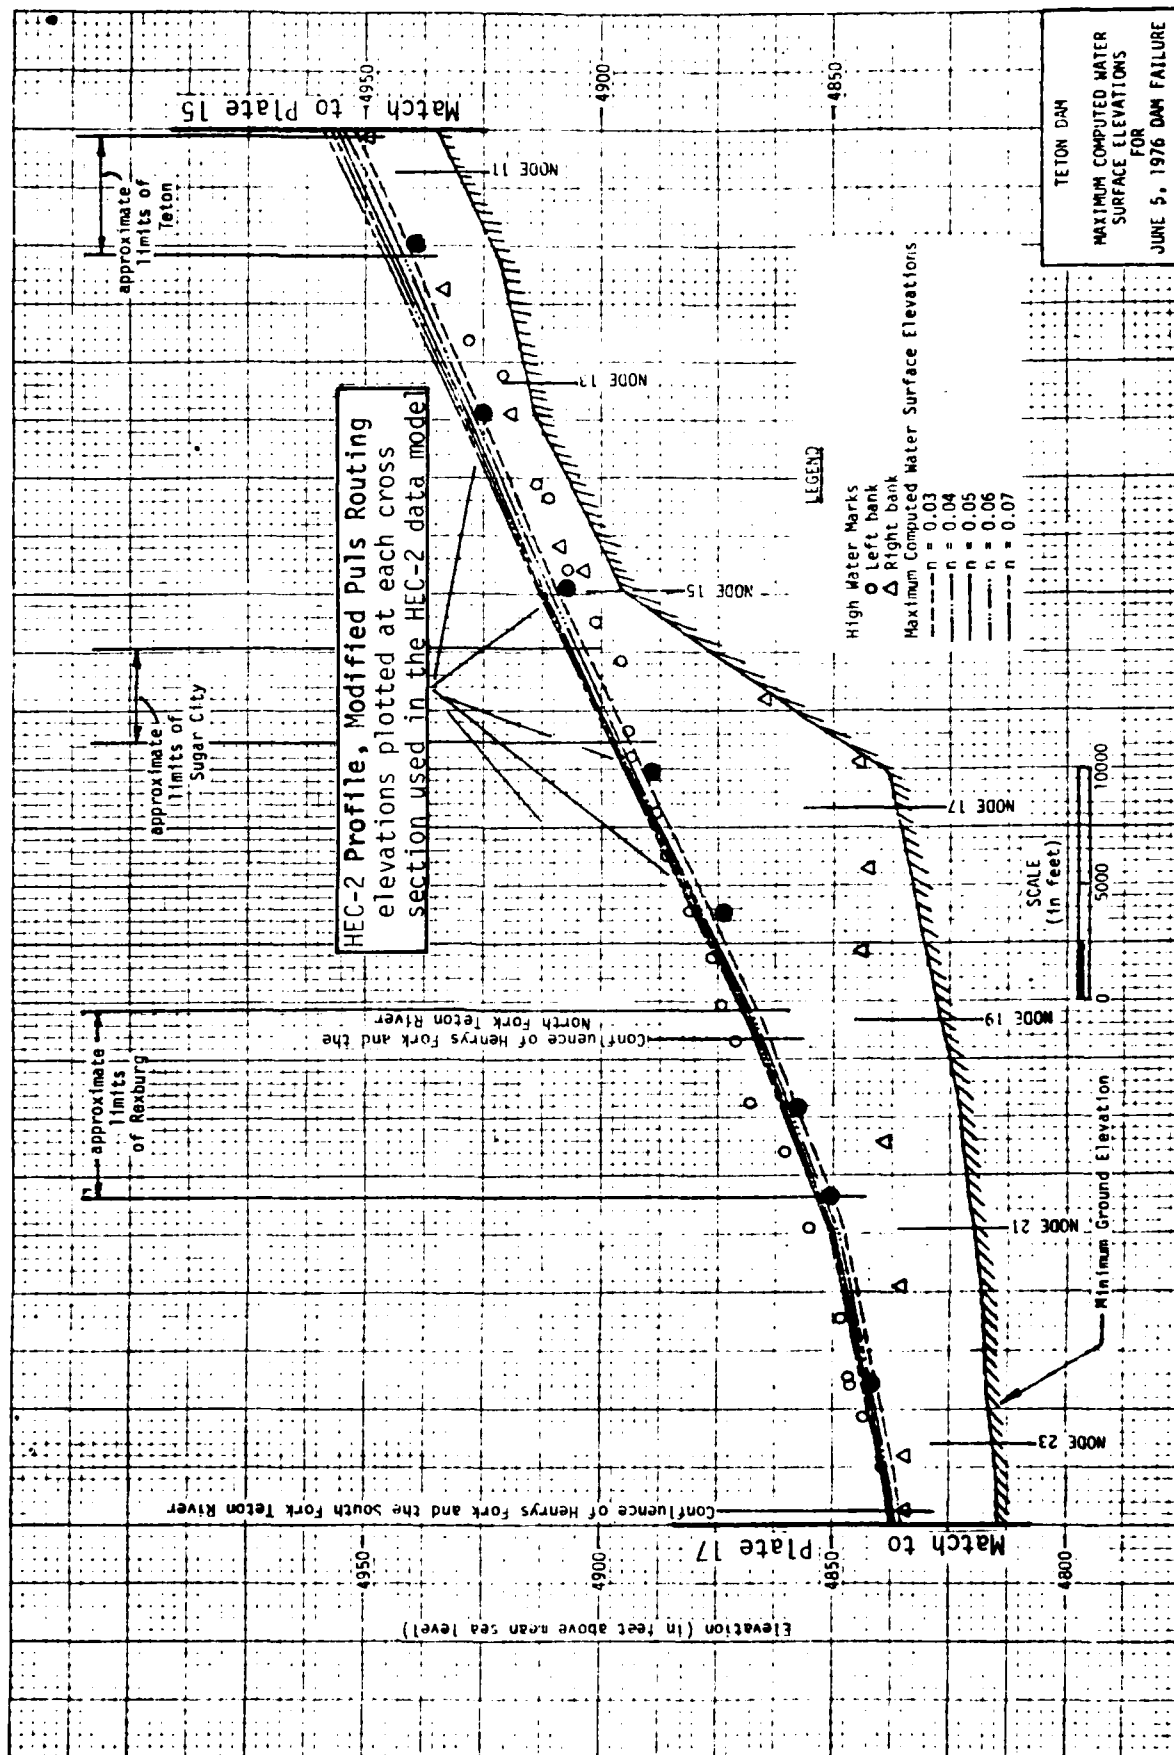 TETON DAM
MAXIMUM COMPUTED WATER
SURFACE ELEVATIONS
FOR
JUNE 5, 1976 DAM FAILURE
Match to Plate 15
4950
4900
4850
approximate
limits of
Teton
NODE 11
NODE 13
NODE 15
NODE 17
NODE 19
NODE 21
NODE 23
HEC-2 Profile, Modified Puls Routing
elevations plotted at each cross
section used in the HEC-2 data model
approximate
limits of
Sugar City
LEGEND
High Water Marks
O Left bank
△ Right bank
Maximum Computed Water Surface Elevations
n = 0.03
n = 0.04
n = 0.05
n = 0.06
n = 0.07
SCALE
(in feet)
0
5000
10000
approximate
limits
of Rexburg
Confluence of Henrys Fork and the
North Fork Teton River
Minimum Ground Elevation
Confluence of Henrys Fork and the South Fork Teton River
Match to
Plate 17
4950
4900
4850
4800
Elevation (in feet above mean sea level)